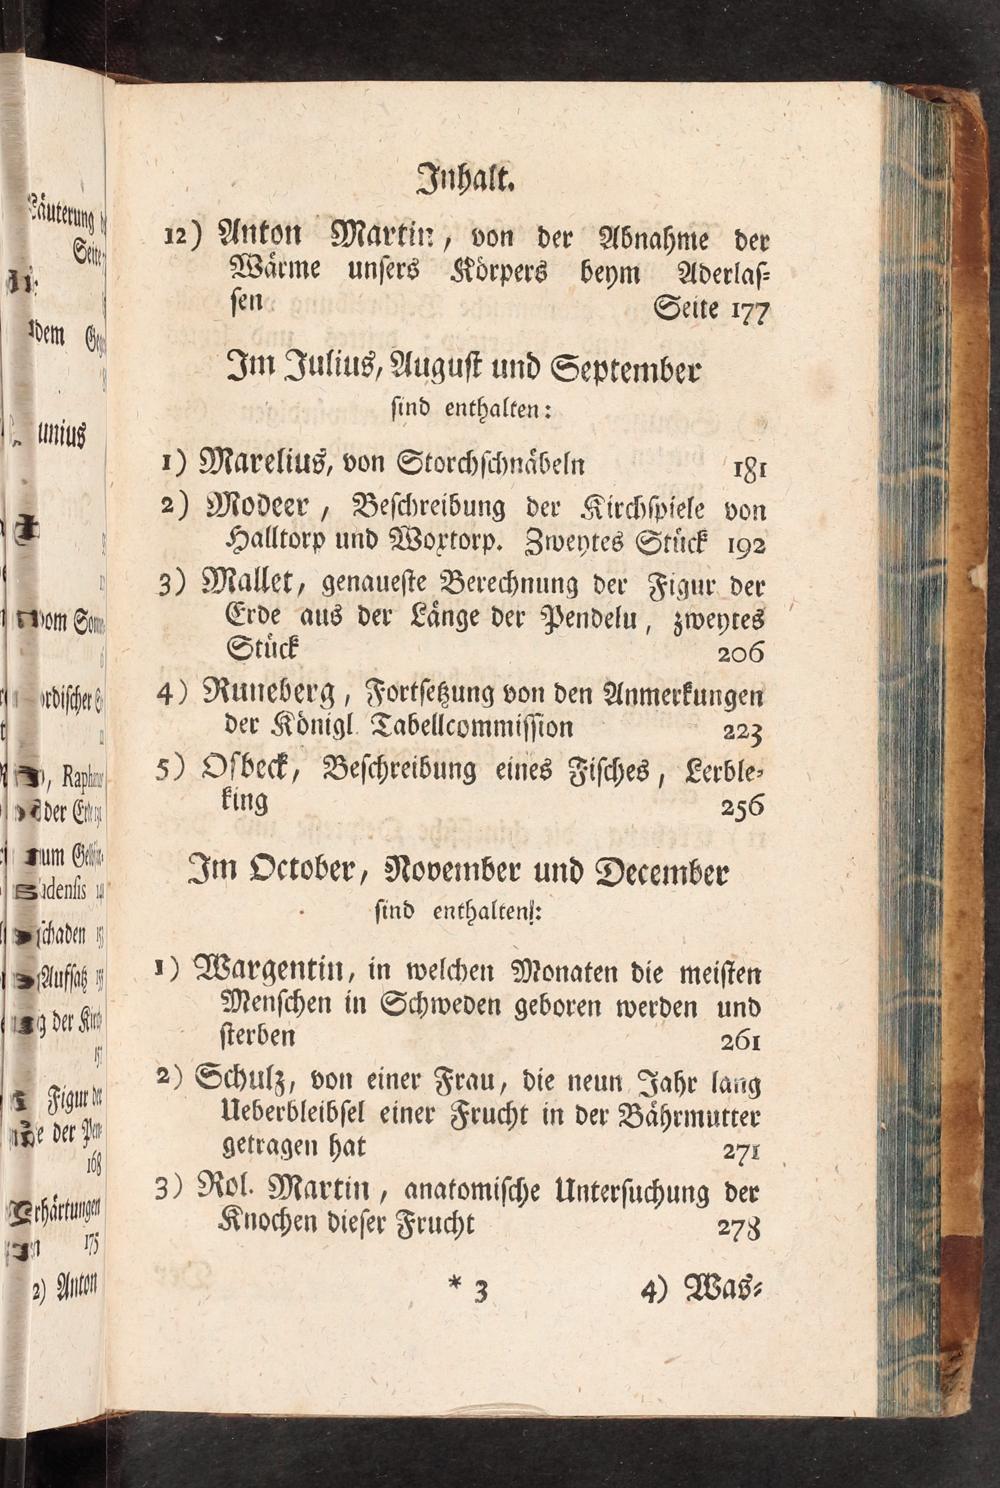 Inhalt.
12) Anton Martin, von der Abnahme der
Wärme unsers Körpers beym Aderlas-
sen Seite 177
Im Julius, August und September
sind enthalten:
1) Marelius, von Storchschnäbeln 181
2) Modeer, Beschreibung der Kirchspiele von
Halltorp und Woxtorp. Zweytes Stück 192
3) Mallet, genaueste Berechnung der Figur der
Erde aus der Länge der Pendelu, zweytes
Stück 206
4) Runeberg, Fortsetzung von den Anmerkungen
der Königl. Tabellcommission 223
5) Osbeck, Beschreibung eines Fisches, Lerble-
king 256
Im October, November und December
sind enthalten:
1) Wargentin, in welchen Monaten die meisten
Menschen in Schweden geboren werden und
sterben 261
2) Schulz, von einer Frau, die neun Jahr lang
Ueberbleibsel einer Frucht in der Bährmutter
getragen hat 271
3) Rol. Martin, anatomische Untersuchung der
Knochen dieser Frucht 278
* 3 4) Was-